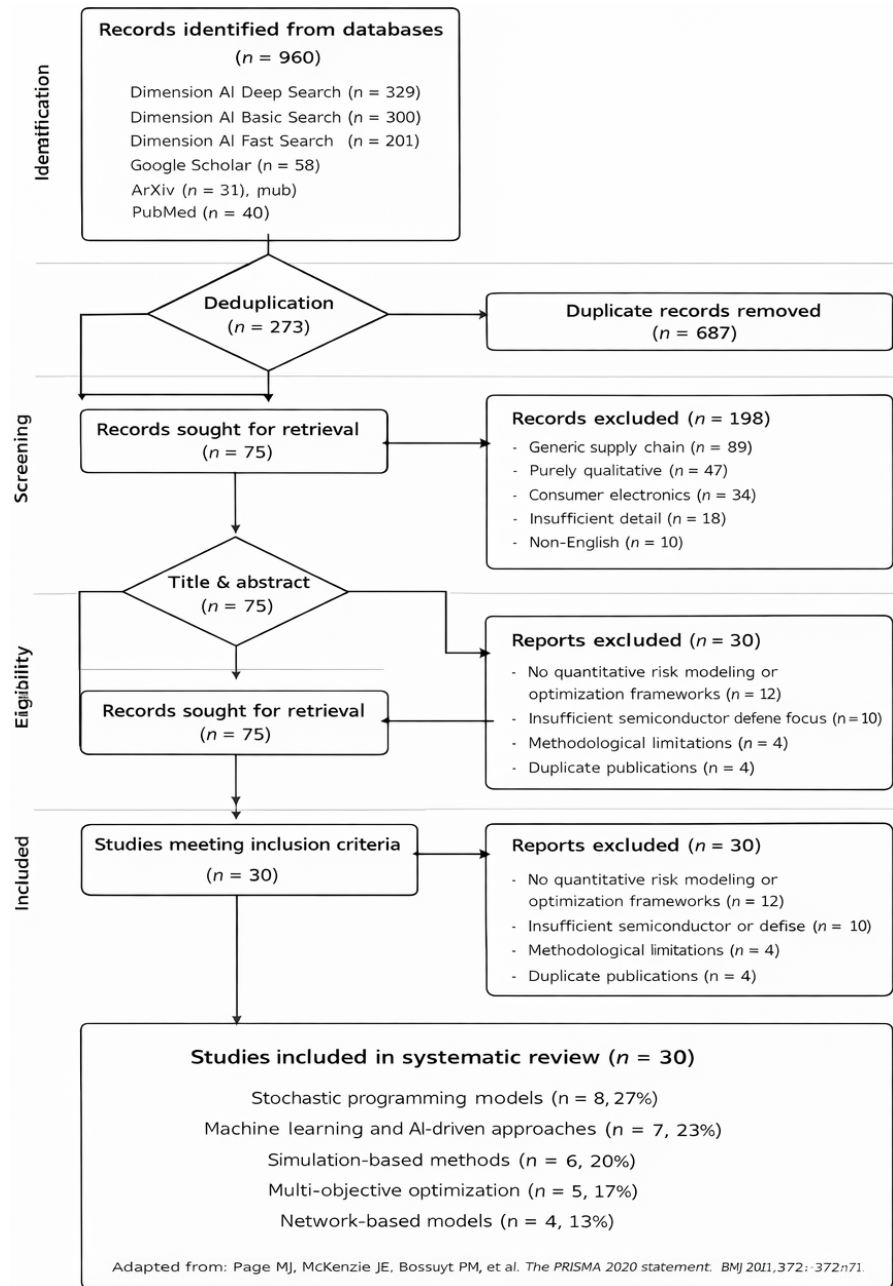 Records identified from databases
(n = 960)
Dimension AI Deep Search (n = 329)
Dimension AI Basic Search (n = 300)
Dimension AI Fast Search (n = 201)
Google Scholar (n = 58)
ArXiv (n = 31), mub)
PubMed (n = 40)
Deduplication
(n = 273)
Duplicate records removed
(n = 687)
Screening
Records sought for retrieval
(n = 75)
Records excluded (n = 198)
- Generic supply chain (n = 89)
- Purely qualitative (n = 47)
- Consumer electronics (n = 34)
- Insufficient detail (n = 18)
- Non-English (n = 10)
Title & abstract
(n = 75)
Reports excluded (n = 30)
- No quantitative risk modeling or
optimization frameworks (n = 12)
- Insufficient semiconductor defene focus (n = 10)
- Methodological limitations (n = 4)
- Duplicate publications (n = 4)
Records sought for retrieval
(n = 75)
Included
Studies meeting inclusion criteria
(n = 30)
Reports excluded (n = 30)
- No quantitative risk modeling or
optimization frameworks (n = 12)
- Insufficient semiconductor or defise (n = 10)
- Methodological limitations (n = 4)
- Duplicate publications (n = 4)
Studies included in systematic review (n = 30)
Stochastic programming models (n = 8, 27%)
Machine learning and AI-driven approaches (n = 7, 23%)
Simulation-based methods (n = 6, 20%)
Multi-objective optimization (n = 5, 17%)
Network-based models (n = 4, 13%)
Adapted from: Page MJ, McKenzie JE, Bossuyt PM, et al. The PRISMA 2020 statement. BMJ